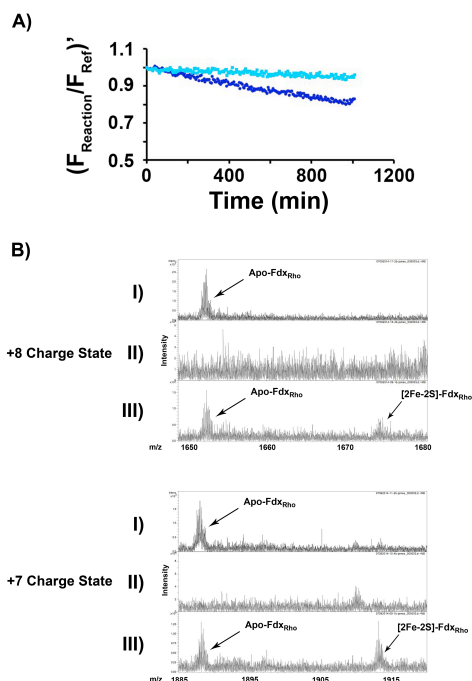 A)
(F_Reaction/F_Ref)'
1.1
0.9
0.7
0.5
0 400 800 1200
Time (min)
B)
Apo-Fdx_Rho
I)
+8 Charge State II)
Intensity
Apo-Fdx_Rho [2Fe-2S]-Fdx_Rho
III)
m/z 1650 1660 1670 1680
Apo-Fdx_Rho
I)
+7 Charge State II)
Intensity
Apo-Fdx_Rho [2Fe-2S]-Fdx_Rho
III)
1885 1895 1905 1915
m/z